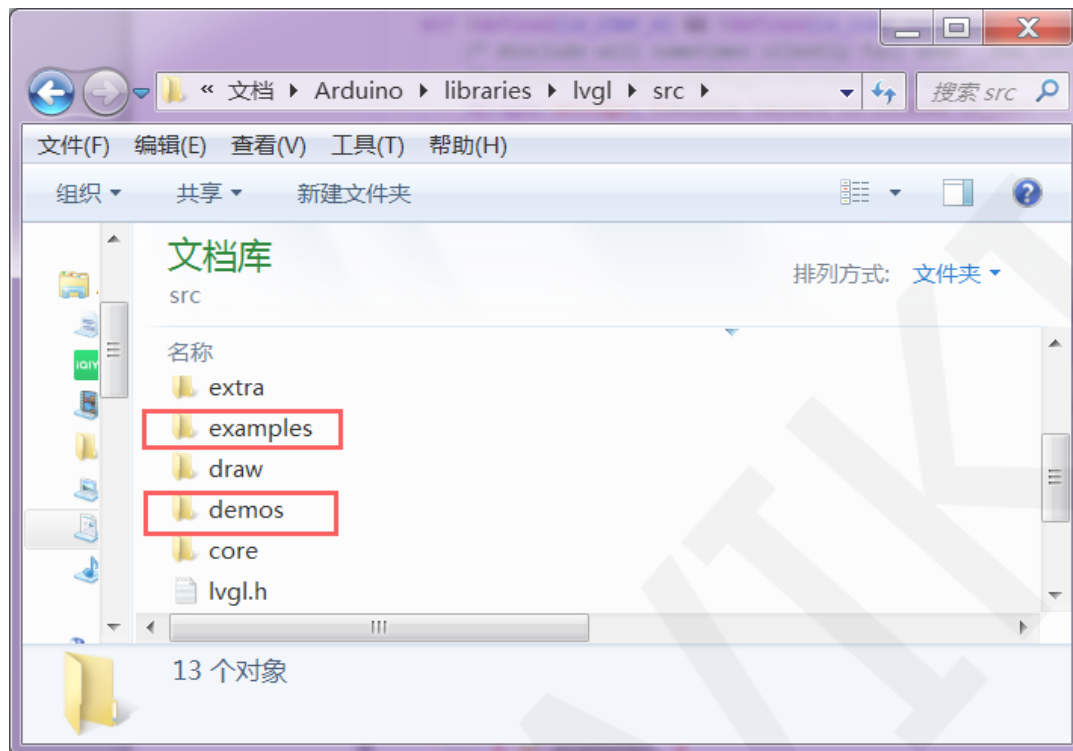 « 文档 ▸ Arduino ▸ libraries ▸ lvgl ▸ src ▸ 搜索 src
文件(F) 编辑(E) 查看(V) 工具(T) 帮助(H)
组织 共享 新建文件夹
文档库
src
排列方式: 文件夹
名称
extra
examples
draw
demos
core
lvgl.h
13 个对象